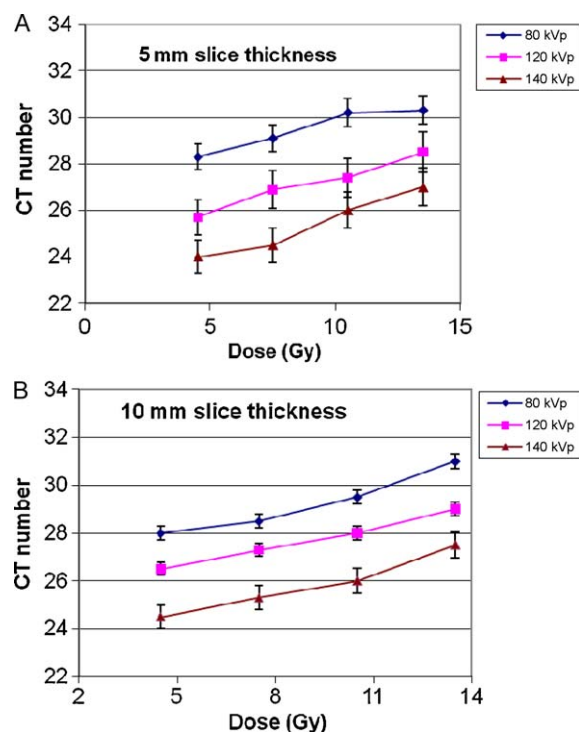 A
5 mm slice thickness
CT number
34
32
30
28
26
24
22
0
5
10
15
Dose (Gy)
80 kVp
120 kVp
140 kVp
B
10 mm slice thickness
CT number
34
32
30
28
26
24
22
2
5
8
11
14
Dose (Gy)
80 kVp
120 kVp
140 kVp